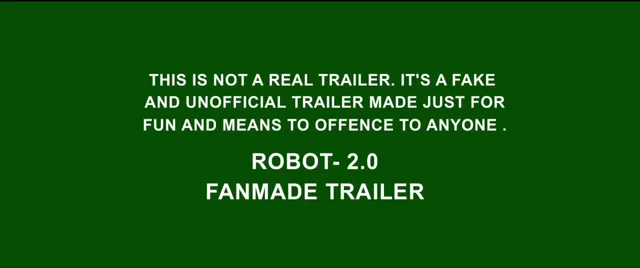 THIS IS NOT A REAL TRAILER. IT'S A FAKE
AND UNOFFICIAL TRAILER MADE JUST FOR
FUN AND MEANS TO OFFENCE TO ANYONE .
ROBOT- 2.0
FANMADE TRAILER